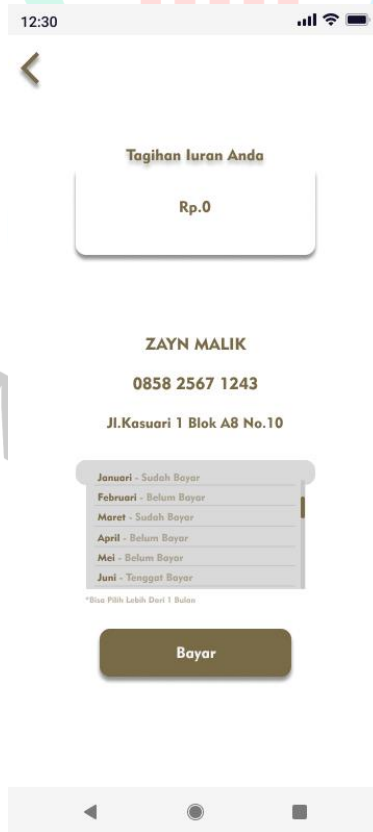 12:30
Tagihan Iuran Anda
Rp.0
ZAYN MALIK
0858 2567 1243
Jl.Kasuari 1 Blok A8 No.10
Januari - Sudah Bayar
Februari - Belum Bayar
Maret - Sudah Bayar
April - Belum Bayar
Mei - Belum Bayar
Juni - Tenggat Bayar
*Bisa Pilih Lebih Dari 1 Bulan
Bayar